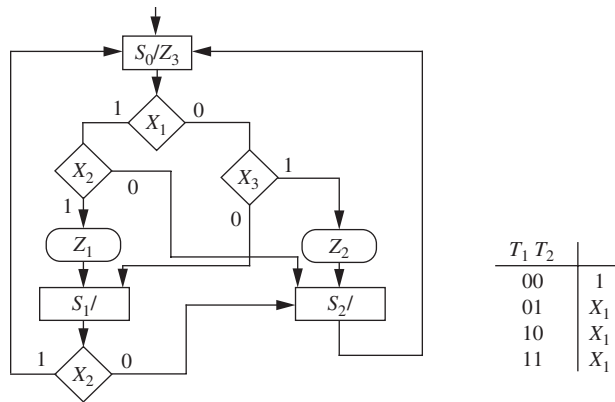 S₀/Z₃
1 X₁ 0
X₂ 0
X₃ 1
1
0
Z₁
Z₂
S₁/
S₂/
1 X₂ 0
T₁ T₂
00 1
01 X₁
10 X₁
11 X₁